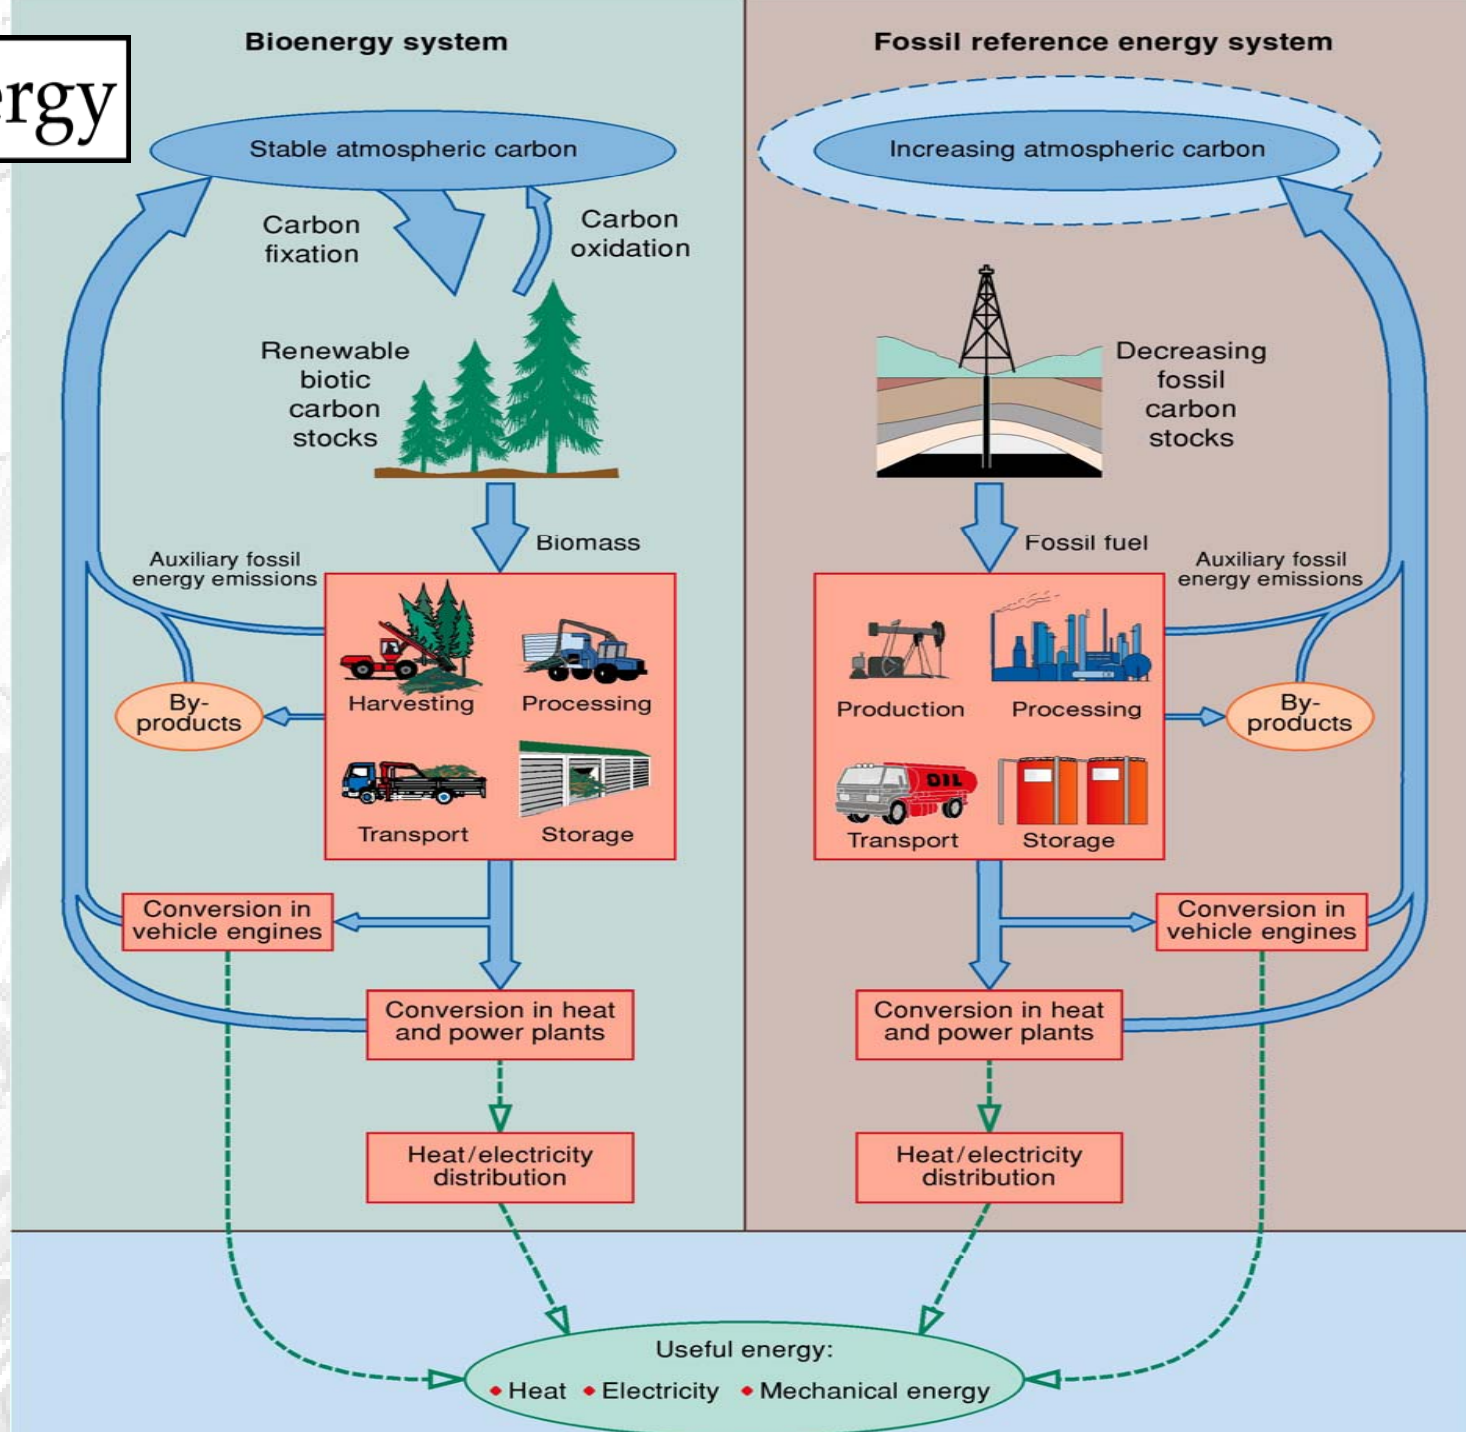 Bioenergy system
Stable atmospheric carbon
Carbon
fixation
Carbon
oxidation
Renewable
biotic
carbon
stocks
Biomass
Auxiliary fossil
energy emissions
Harvesting
Processing
By-
products
Transport
Storage
Conversion in
vehicle engines
Conversion in heat
and power plants
Heat/electricity
distribution
Fossil reference energy system
Increasing atmospheric carbon
Decreasing
fossil
carbon
stocks
Fossil fuel
Auxiliary fossil
energy emissions
Production
Processing
By-
products
OIL
Transport
Storage
Conversion in
vehicle engines
Conversion in heat
and power plants
Heat/electricity
distribution
Useful energy:
Heat
Electricity
Mechanical energy